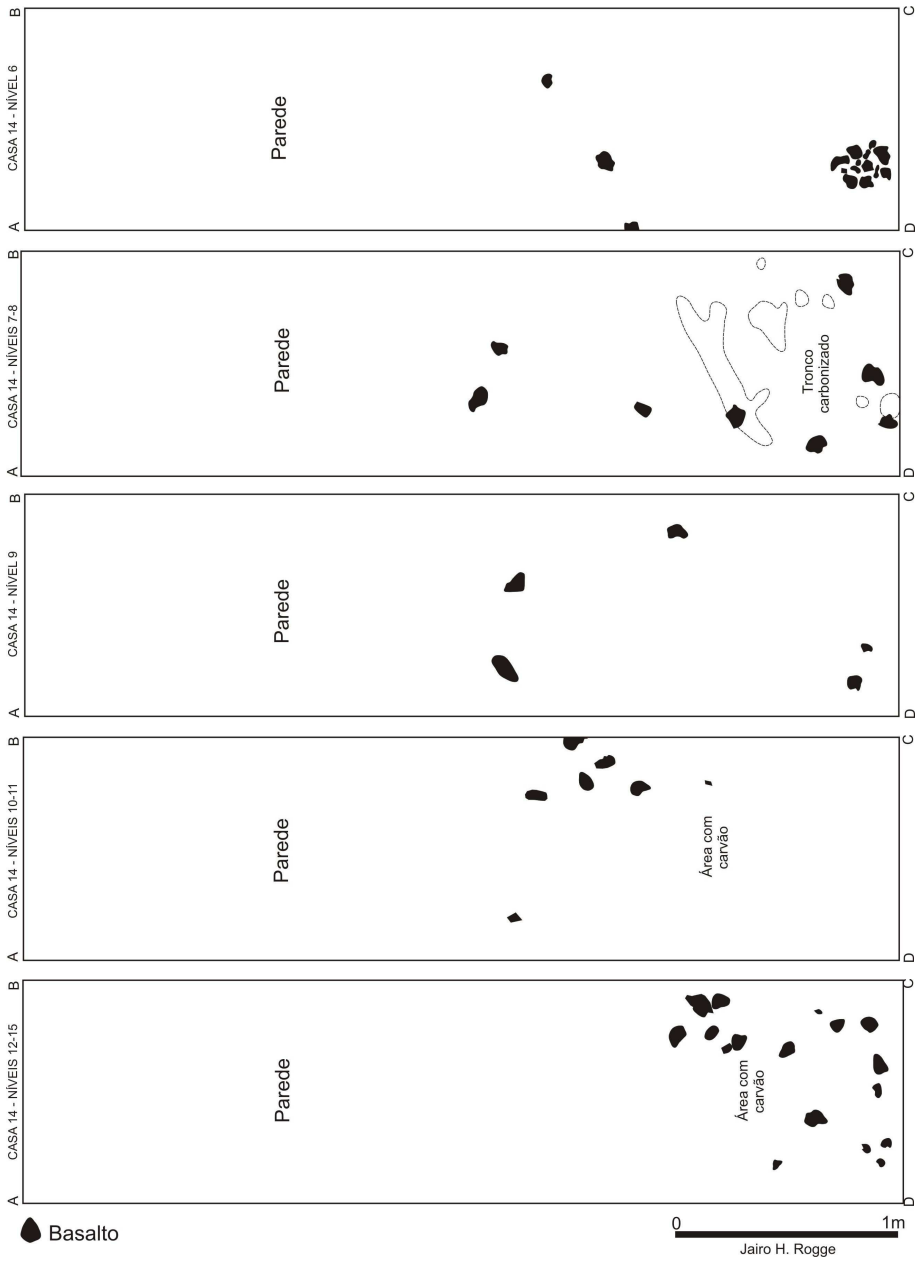 B
C
CASA 14 - NÍVEL 6
Parede
A
D
B
C
CASA 14 - NÍVEIS 7-8
Parede
Tronco
carbonizado
A
D
B
C
CASA 14 - NÍVEL 9
Parede
A
D
B
C
CASA 14 - NÍVEIS 10-11
Parede
Área com
carvão
A
D
B
C
CASA 14 - NÍVEIS 12-15
Parede
Área com
carvão
A
D
Basalto
0 1m
Jairo H. Rogge